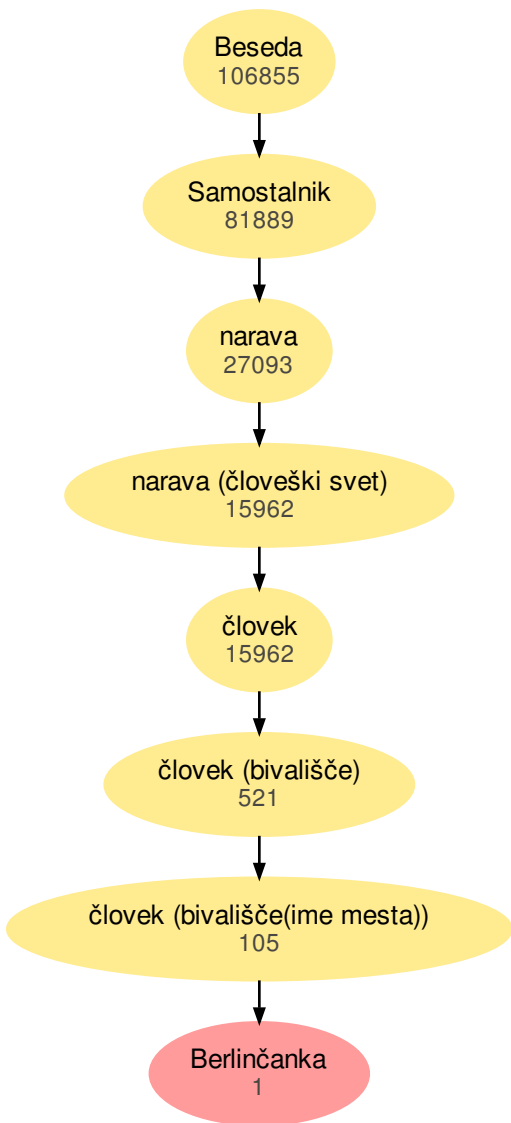 Beseda
106855
Samostalnik
81889
narava
27093
narava (človeški svet)
15962
človek
15962
človek (bivališče)
521
človek (bivališče(ime mesta))
105
Berlinčanka
1